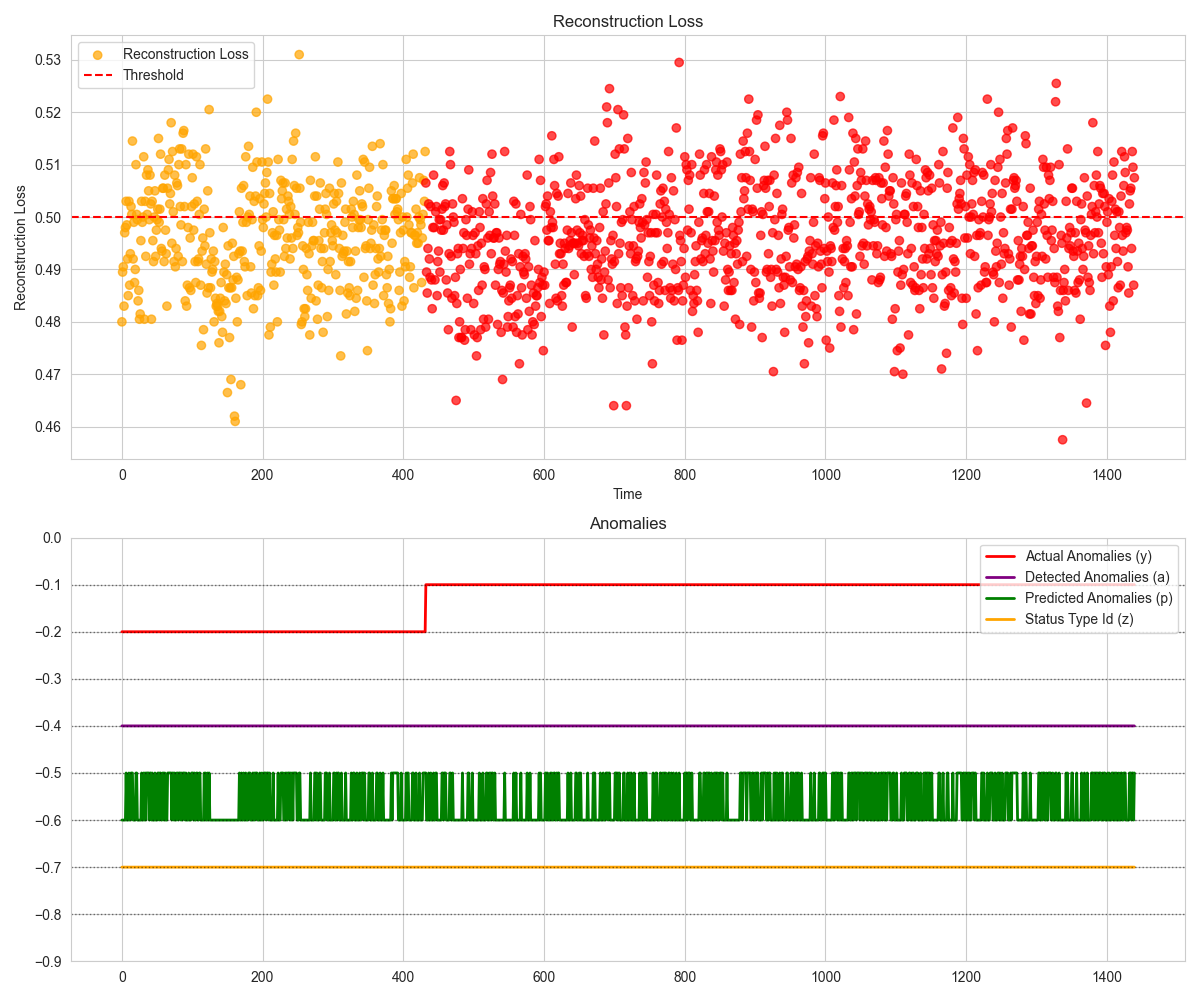 Reconstruction Loss
Reconstruction Loss
Threshold
0.53
0.52
0.51
0.50
0.49
0.48
0.47
0.46
Reconstruction Loss
0 200 400 600 800 1000 1200 1400
Time
Anomalies
Actual Anomalies (y)
Detected Anomalies (a)
Predicted Anomalies (p)
Status Type Id (z)
0.0
−0.1
−0.2
−0.3
−0.4
−0.5
−0.6
−0.7
−0.8
−0.9
0 200 400 600 800 1000 1200 1400